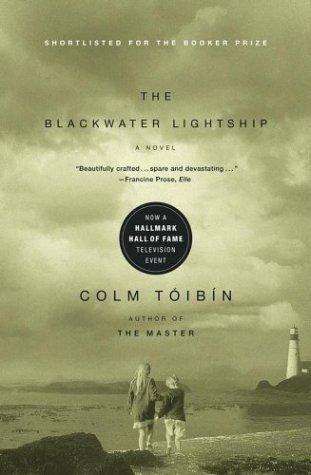 SHORTLISTED FOR THE BOOKER PRIZE
THE
BLACKWATER LIGHTSHIP
A NOVEL
"Beautifully crafted...spare and devastating..."
—Francine Prose, Elle
NOW A
HALLMARK
HALL OF FAME
TELEVISION
EVENT
COLM TÓIBÍN
AUTHOR OF
THE MASTER